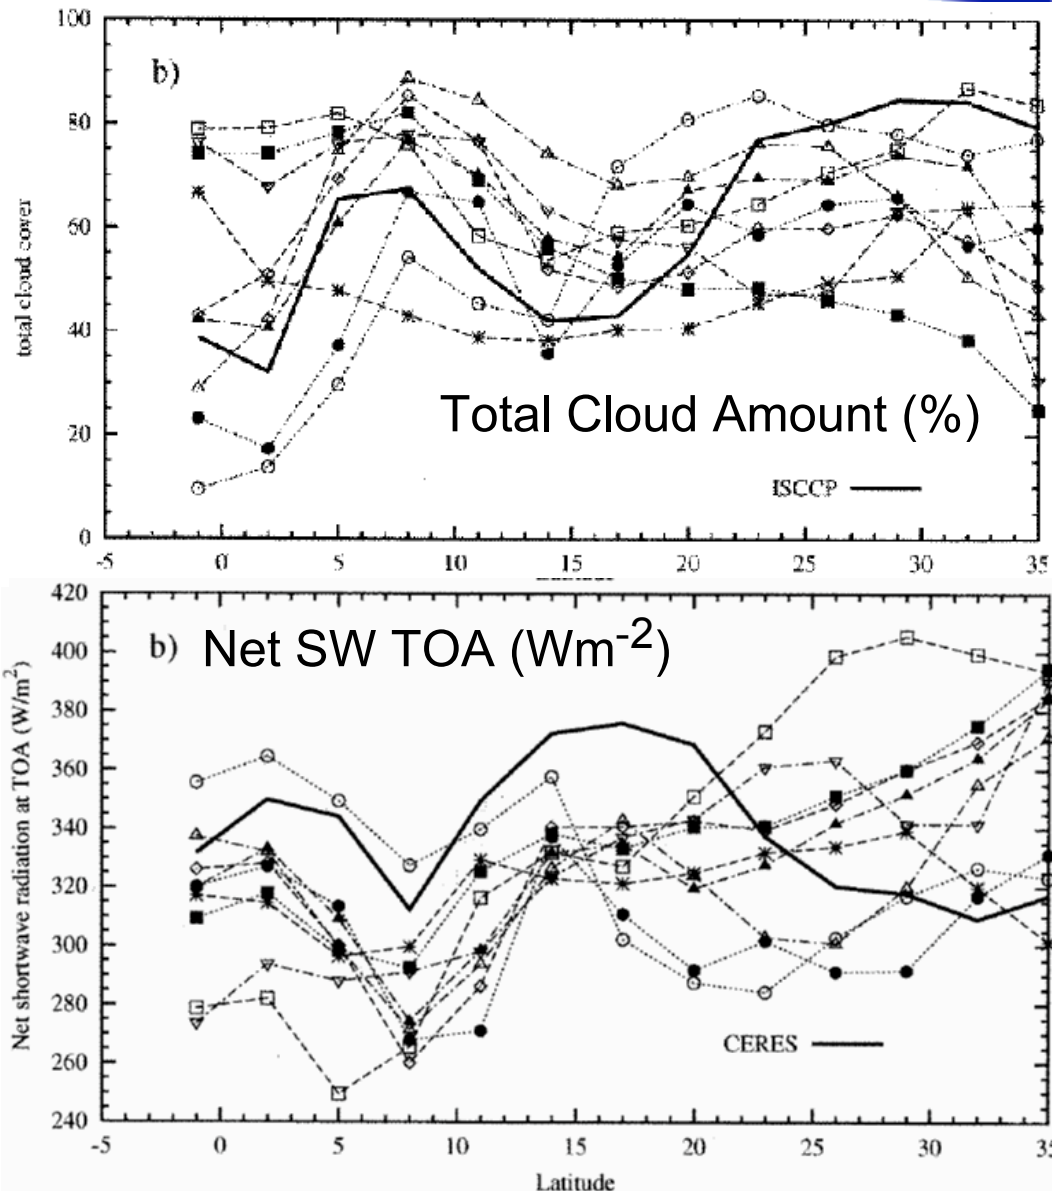 100
80
60
40
20
0
total cloud cover
b)
Total Cloud Amount (%)
ISCCP
-5 0 5 10 15 20 25 30 35
Latitude
420
400
380
360
340
320
300
280
260
240
Net shortwave radiation at TOA (W/m²)
b) Net SW TOA (Wm-2)
CERES
-5 0 5 10 15 20 25 30 35
Latitude